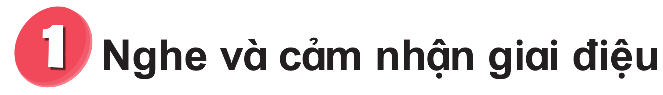 1 Nghe và cảm nhận giai điệu